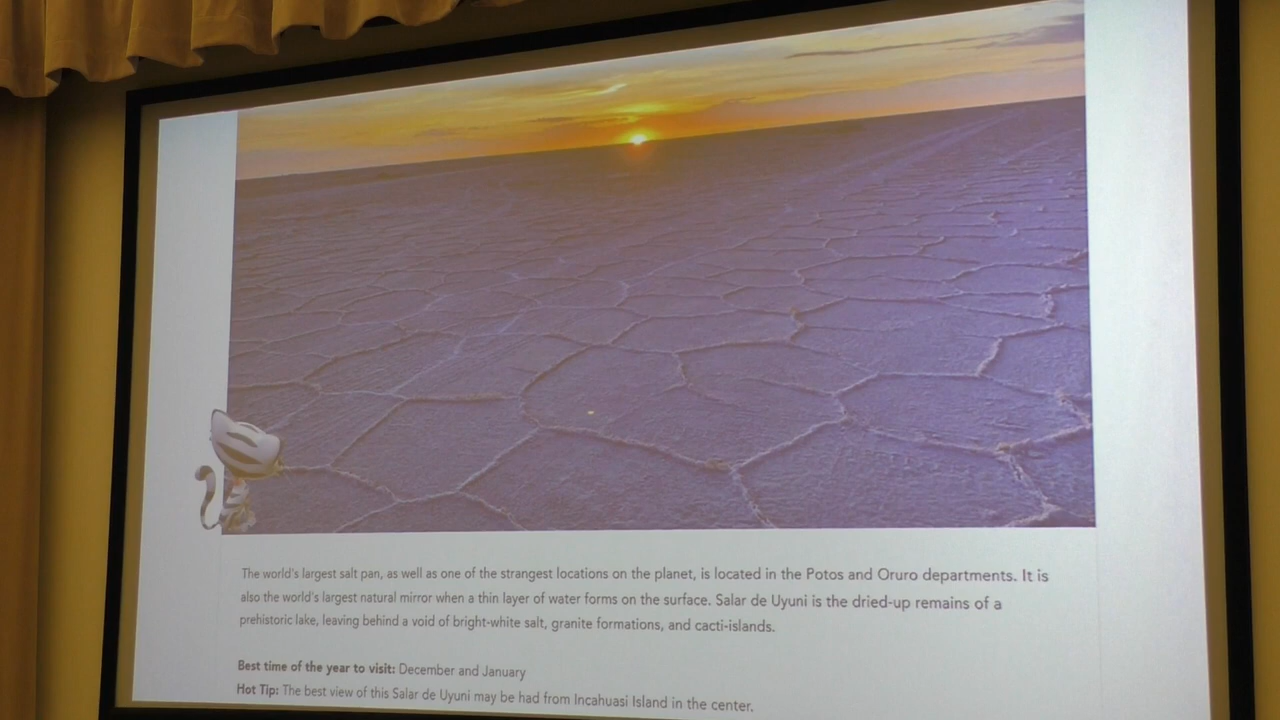 The world's largest salt pan, as well as one of the strangest locations on the planet, is located in the Potos and Oruro departments. It is
also the world's largest natural mirror when a thin layer of water forms on the surface. Salar de Uyuni is the dried-up remains of a
prehistoric lake, leaving behind a void of bright-white salt, granite formations, and cacti-islands.
Best time of the year to visit: December and January
Hot Tip: The best view of this Salar de Uyuni may be had from Incahuasi Island in the center.